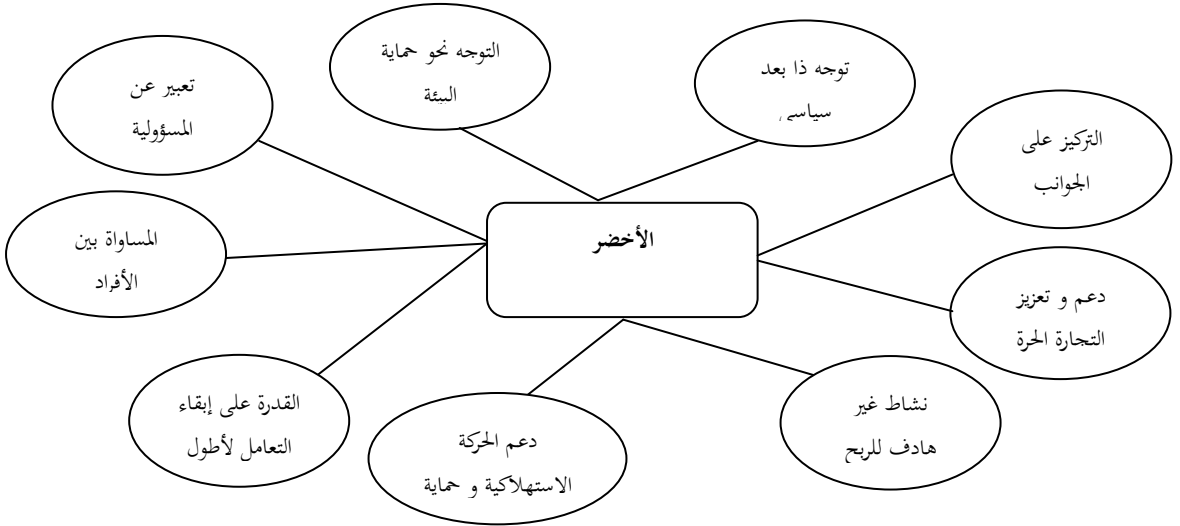 توجه ذا بعد
سياسي
التوجه نحو حماية
البيئة
تعبير عن
المسؤولية
التركيز على
الجوانب
المساواة بين
الأفراد
الأخضر
دعم و تعزيز
التجارة الحرة
القدرة على إبقاء
التعامل لأطول
دعم الحركة
الاستهلاكية و حماية
نشاط غير
هادف للربح